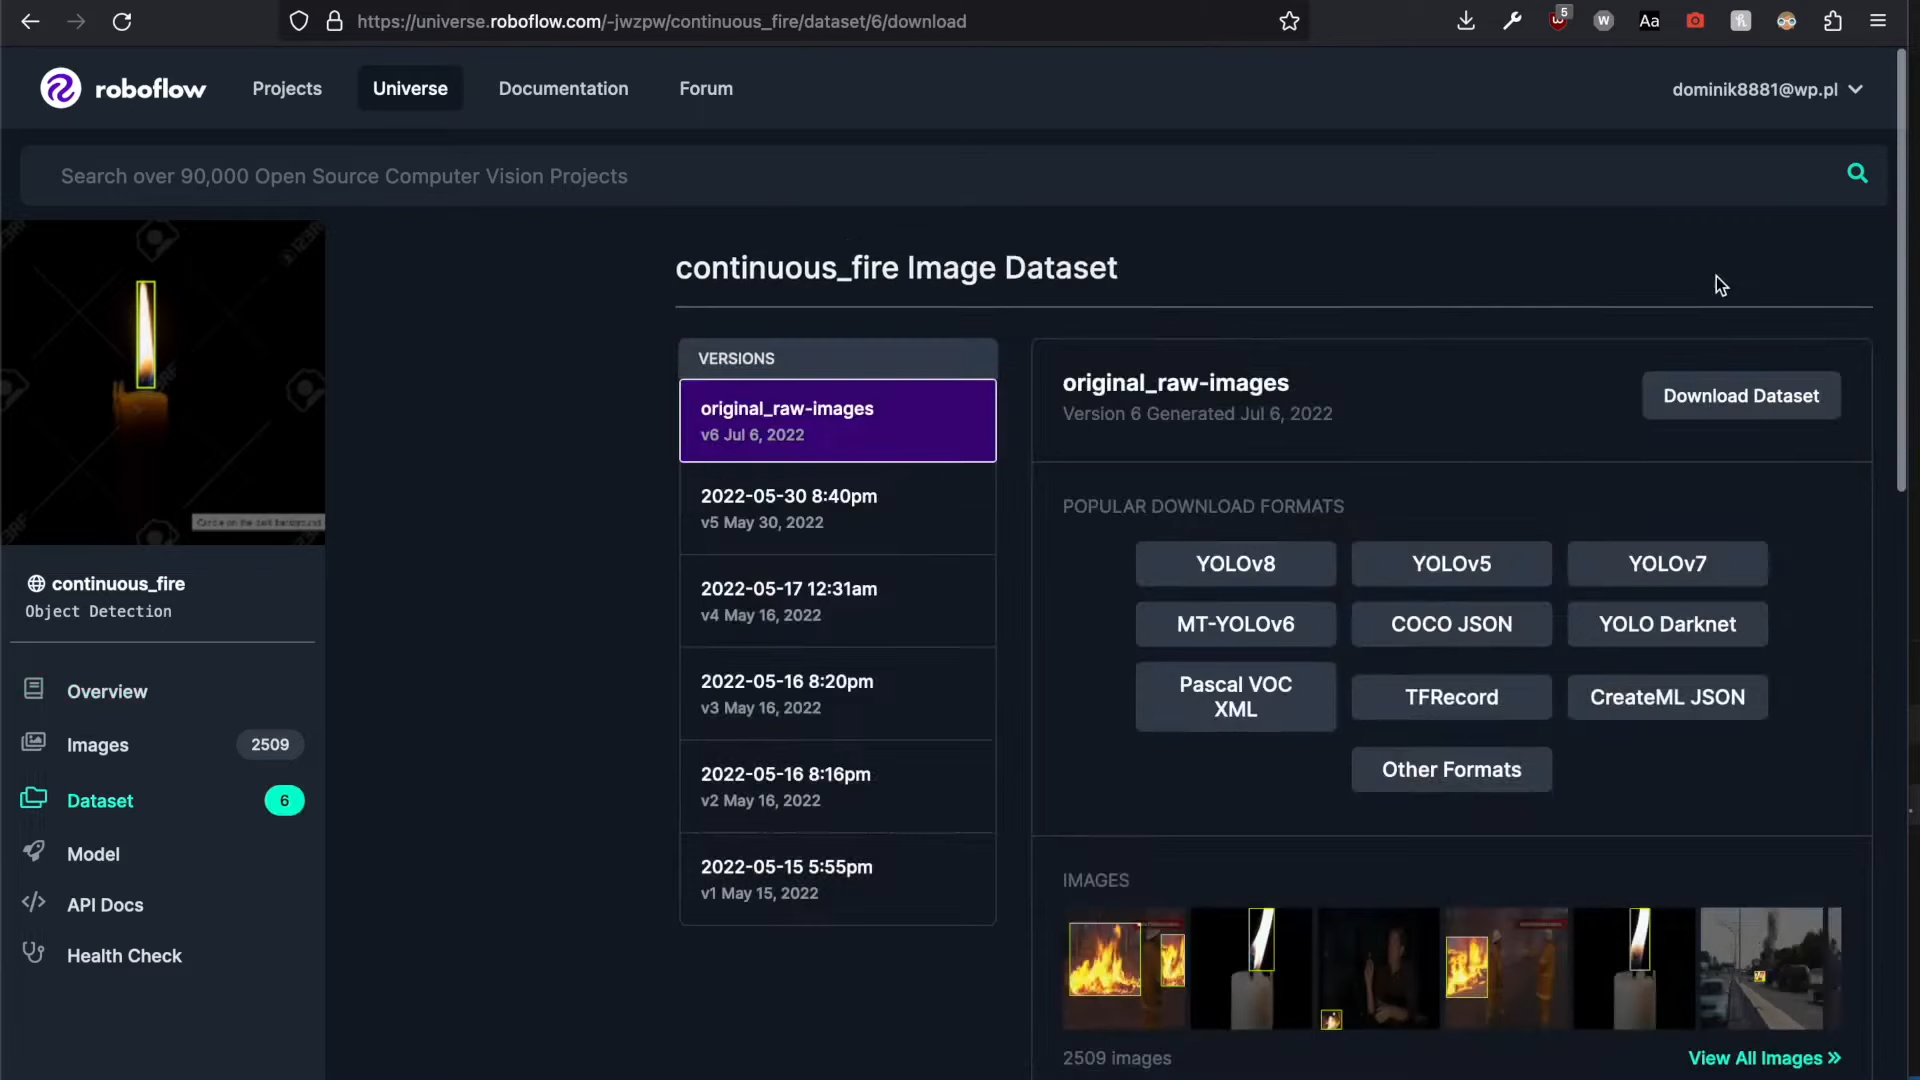 https://universe.roboflow.com/-jwzpw/continuous_fire/dataset/6/download
5
W
Aa
roboflow
Projects
Universe
Documentation
Forum
dominik8881@wp.pl
Search over 90,000 Open Source Computer Vision Projects
continuous_fire Image Dataset
VERSIONS
original_raw-images
v6 Jul 6, 2022
2022-05-30 8:40pm
v5 May 30, 2022
2022-05-17 12:31am
v4 May 16, 2022
2022-05-16 8:20pm
v3 May 16, 2022
2022-05-16 8:16pm
v2 May 16, 2022
2022-05-15 5:55pm
v1 May 15, 2022
original_raw-images
Version 6 Generated Jul 6, 2022
Download Dataset
POPULAR DOWNLOAD FORMATS
YOLOv8
YOLOv5
YOLOv7
MT-YOLOv6
COCO JSON
YOLO Darknet
Pascal VOC
XML
TFRecord
CreateML JSON
Other Formats
IMAGES
2509 images
View All Images
123RF
continuous_fire
Object Detection
Overview
Images
2509
Dataset
6
Model
API Docs
Health Check